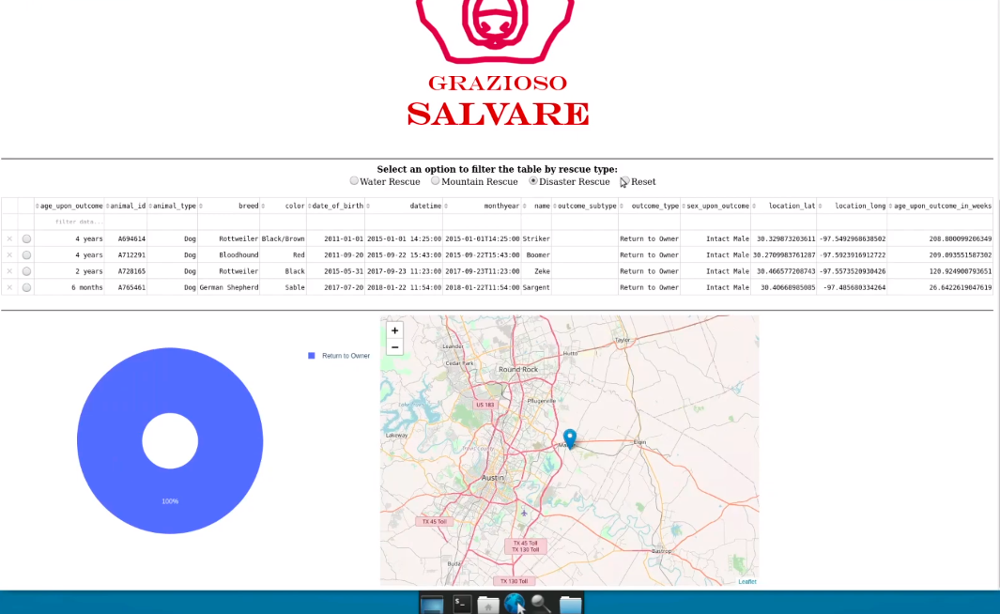 GRAZIOSO
SALVARE
Select an option to filter the table by rescue type:
Water Rescue Mountain Rescue Disaster Rescue Reset
age_upon_outcome animal_id animal_type breed color date_of_birth datetime monthyear name outcome_subtype outcome_type sex_upon_outcome location_lat location_long age_upon_outcome_in_weeks
filter data...
4 years A694614 Dog Rottweiler Black/Brown 2011-01-01 2015-01-01 14:25:00 2015-01-01T14:25:00 Striker Return to Owner Intact Male 30.329873203611 -97.5492968638502 208.800099206349
4 years A712291 Dog Bloodhound Red 2011-09-20 2015-09-22 15:43:00 2015-09-22T15:43:00 Boomer Return to Owner Intact Male 30.2709983761287 -97.5923916912722 209.093551587302
2 years A728165 Dog Rottweiler Black 2015-05-31 2017-09-23 11:23:00 2017-09-23T11:23:00 Zeke Return to Owner Intact Male 30.466577208743 -97.5573520930426 120.924900793651
6 months A765461 Dog German Shepherd Sable 2017-07-20 2018-01-22 11:54:00 2018-01-22T11:54:00 Sargent Return to Owner Intact Male 30.40668985085 -97.485680334264 26.6422619047619
Return to Owner
100%
+
−
Taylor
Leander
Hutto
Cedar Park
Round Rock
US 183
Pflugerville
Lakeway
Elgin
Travis County
Austin
TX 45 Toll
TX 45 Toll
TX 130 Toll
Bastrop
Buda
TX 130 Toll
Leaflet